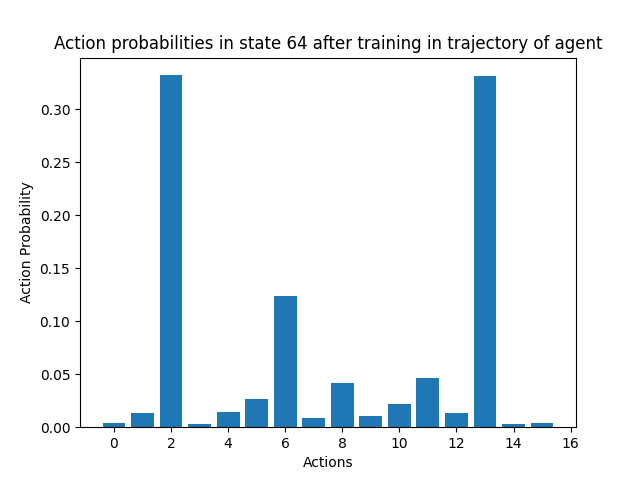 Action probabilities in state 64 after training in trajectory of agent
0.30
0.25
0.20
0.15
0.10
0.05
0.00
Action Probability
0 2 4 6 8 10 12 14 16
Actions